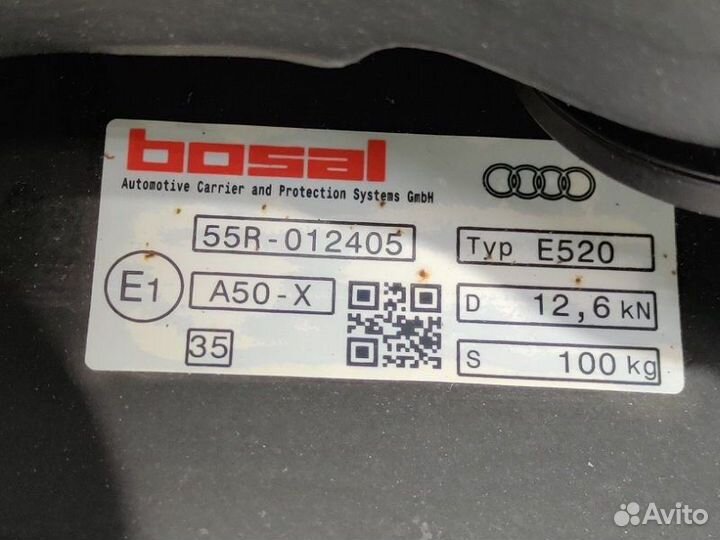 bosal
Automotive Carrier and Protection Systems GmbH
55R-012405
Typ E520
E1
A50-X
D 12,6 kN
35
S 100 kg
Avito